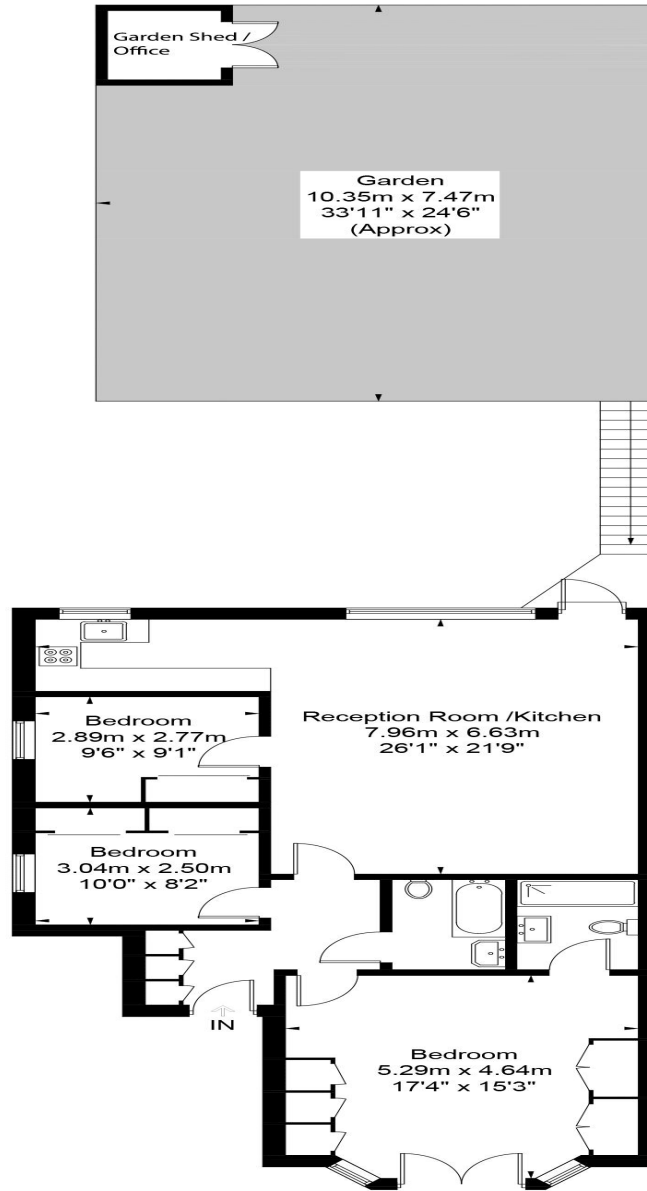 Garden Shed /
Office
Garden
10.35m x 7.47m
33'11" x 24'6"
(Approx)
Bedroom
2.89m x 2.77m
9'6" x 9'1"
Reception Room /Kitchen
7.96m x 6.63m
26'1" x 21'9"
Bedroom
3.04m x 2.50m
10'0" x 8'2"
IN
Bedroom
5.29m x 4.64m
17'4" x 15'3"